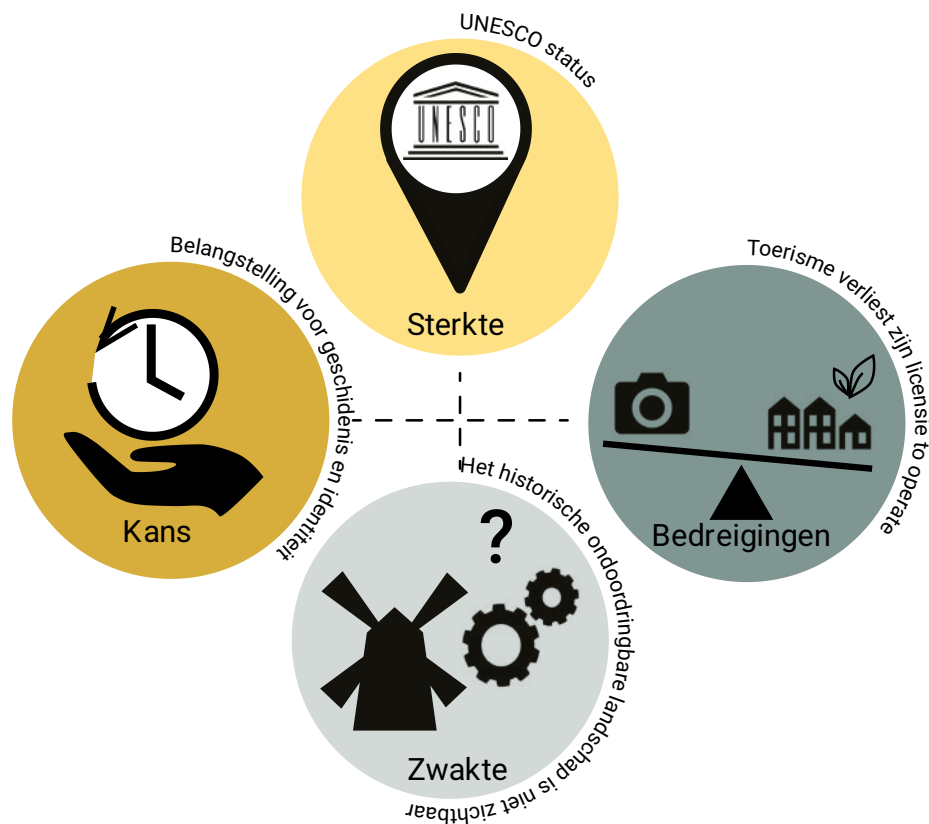 UNESCO status
UNESCO
Sterkte
Belangstelling voor geschidenis en identiteit
Kans
Toerisme verliest zijn licensie to operate
Bedreigingen
Het historische ondoordringbare landschap is niet zichtbaar
?
Zwakte